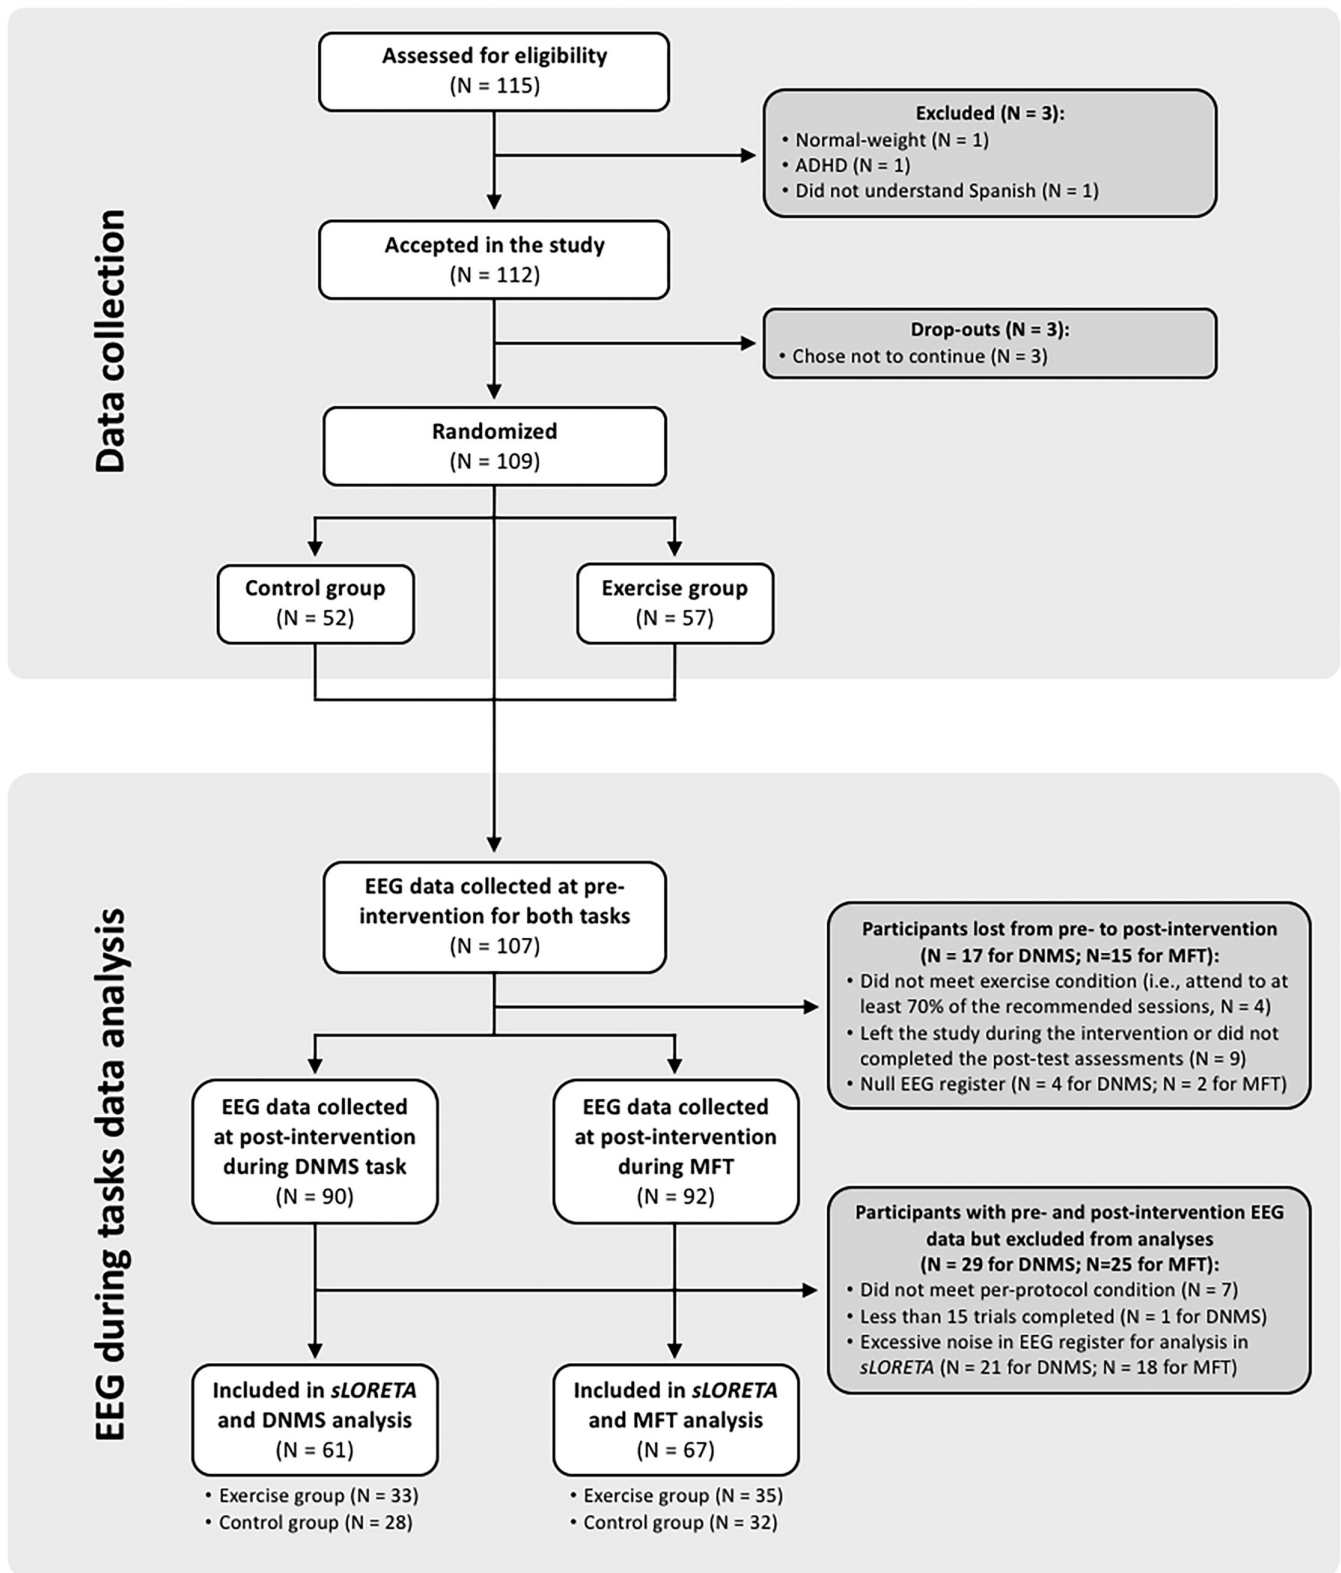 Data collection
Assessed for eligibility
(N = 115)
Excluded (N = 3):
• Normal-weight (N = 1)
• ADHD (N = 1)
• Did not understand Spanish (N = 1)
Accepted in the study
(N = 112)
Drop-outs (N = 3):
• Chose not to continue (N = 3)
Randomized
(N = 109)
Control group
(N = 52)
Exercise group
(N = 57)
EEG during tasks data analysis
EEG data collected at pre-
intervention for both tasks
(N = 107)
Participants lost from pre- to post-intervention
(N = 17 for DNMS; N=15 for MFT):
• Did not meet exercise condition (i.e., attend to at
least 70% of the recommended sessions, N = 4)
• Left the study during the intervention or did not
completed the post-test assessments (N = 9)
• Null EEG register (N = 4 for DNMS; N = 2 for MFT)
EEG data collected
at post-intervention
during DNMS task
(N = 90)
EEG data collected
at post-intervention
during MFT
(N = 92)
Participants with pre- and post-intervention EEG
data but excluded from analyses
(N = 29 for DNMS; N=25 for MFT):
• Did not meet per-protocol condition (N = 7)
• Less than 15 trials completed (N = 1 for DNMS)
• Excessive noise in EEG register for analysis in
sLORETA (N = 21 for DNMS; N = 18 for MFT)
Included in sLORETA
and DNMS analysis
(N = 61)
• Exercise group (N = 33)
• Control group (N = 28)
Included in sLORETA
and MFT analysis
(N = 67)
• Exercise group (N = 35)
• Control group (N = 32)